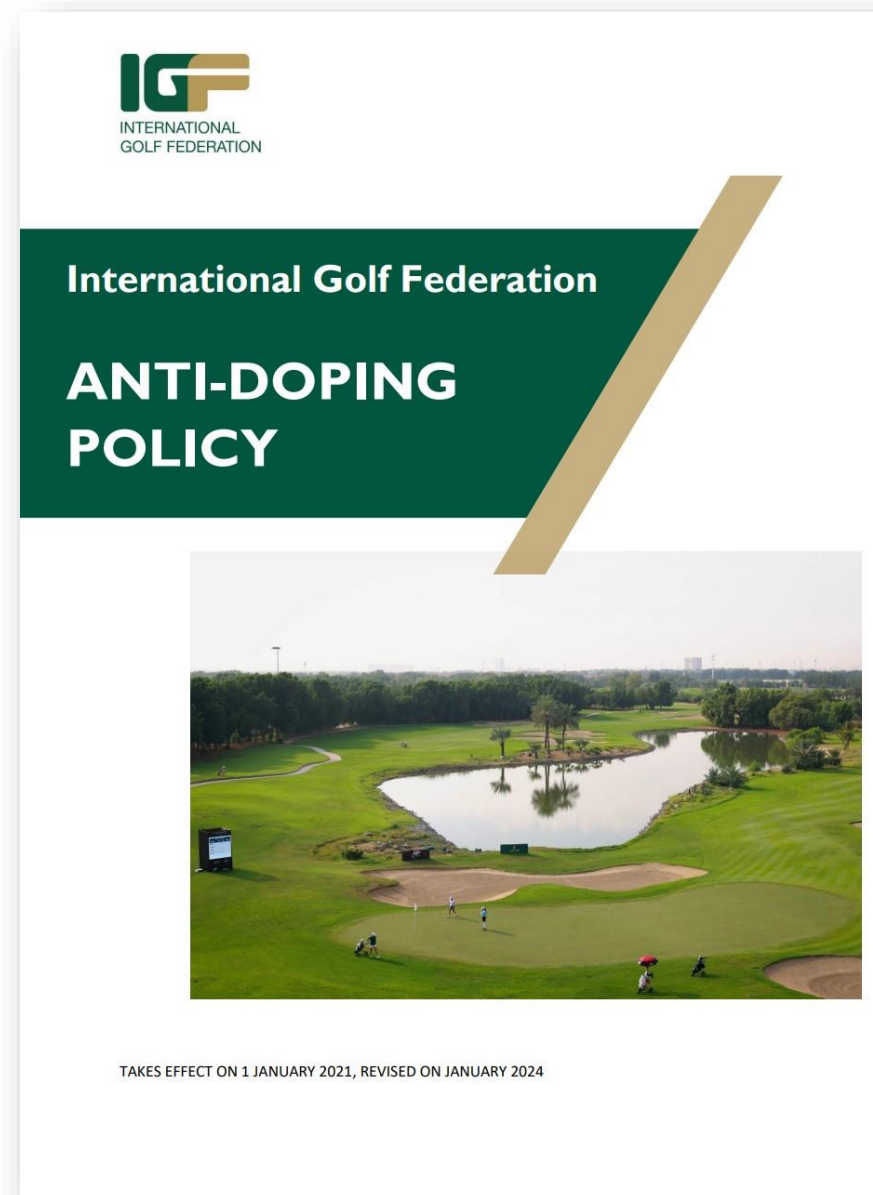 IGF
INTERNATIONAL
GOLF FEDERATION
International Golf Federation
ANTI-DOPING
POLICY
TAKES EFFECT ON 1 JANUARY 2021, REVISED ON JANUARY 2024